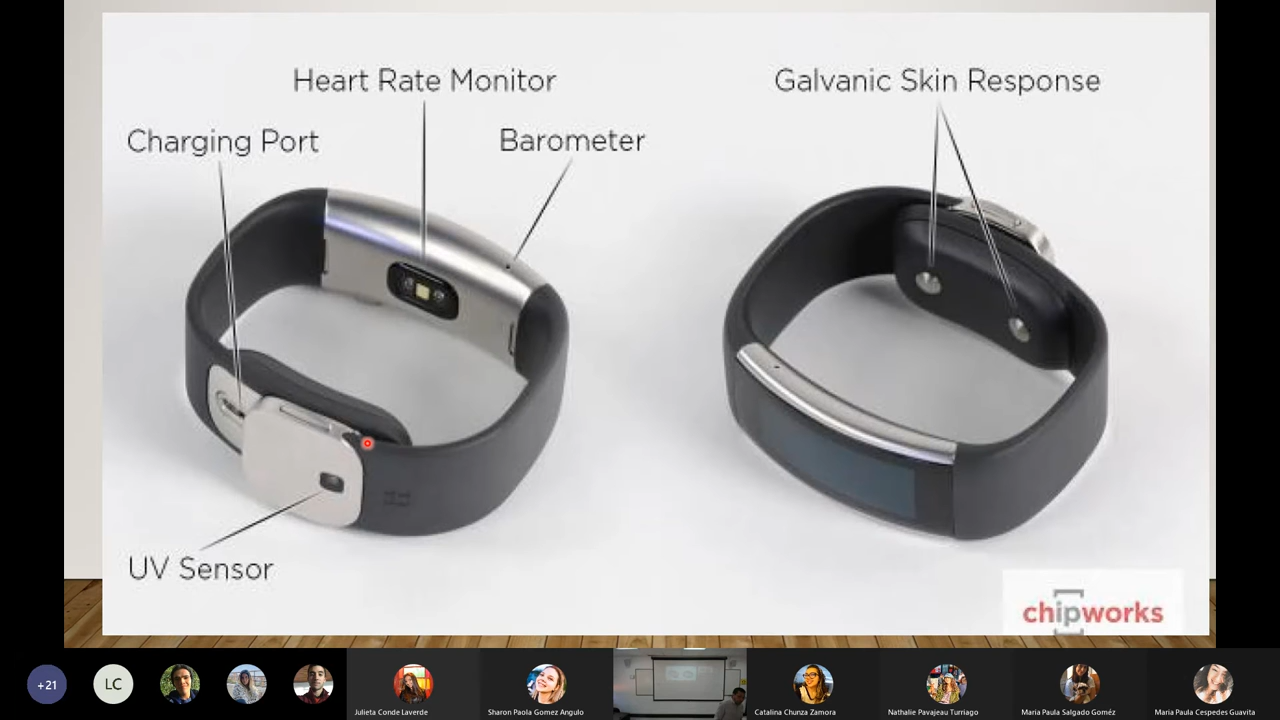 Heart Rate Monitor
Galvanic Skin Response
Charging Port
Barometer
UV Sensor
chipworks
+21
LC
Julieta Conde Laverde
Sharon Paola Gomez Angulo
Catalina Chunza Zamora
Nathalie Pavajeau Turriago
Maria Paula Salgado Goméz
Maria Paula Cespedes Guavita